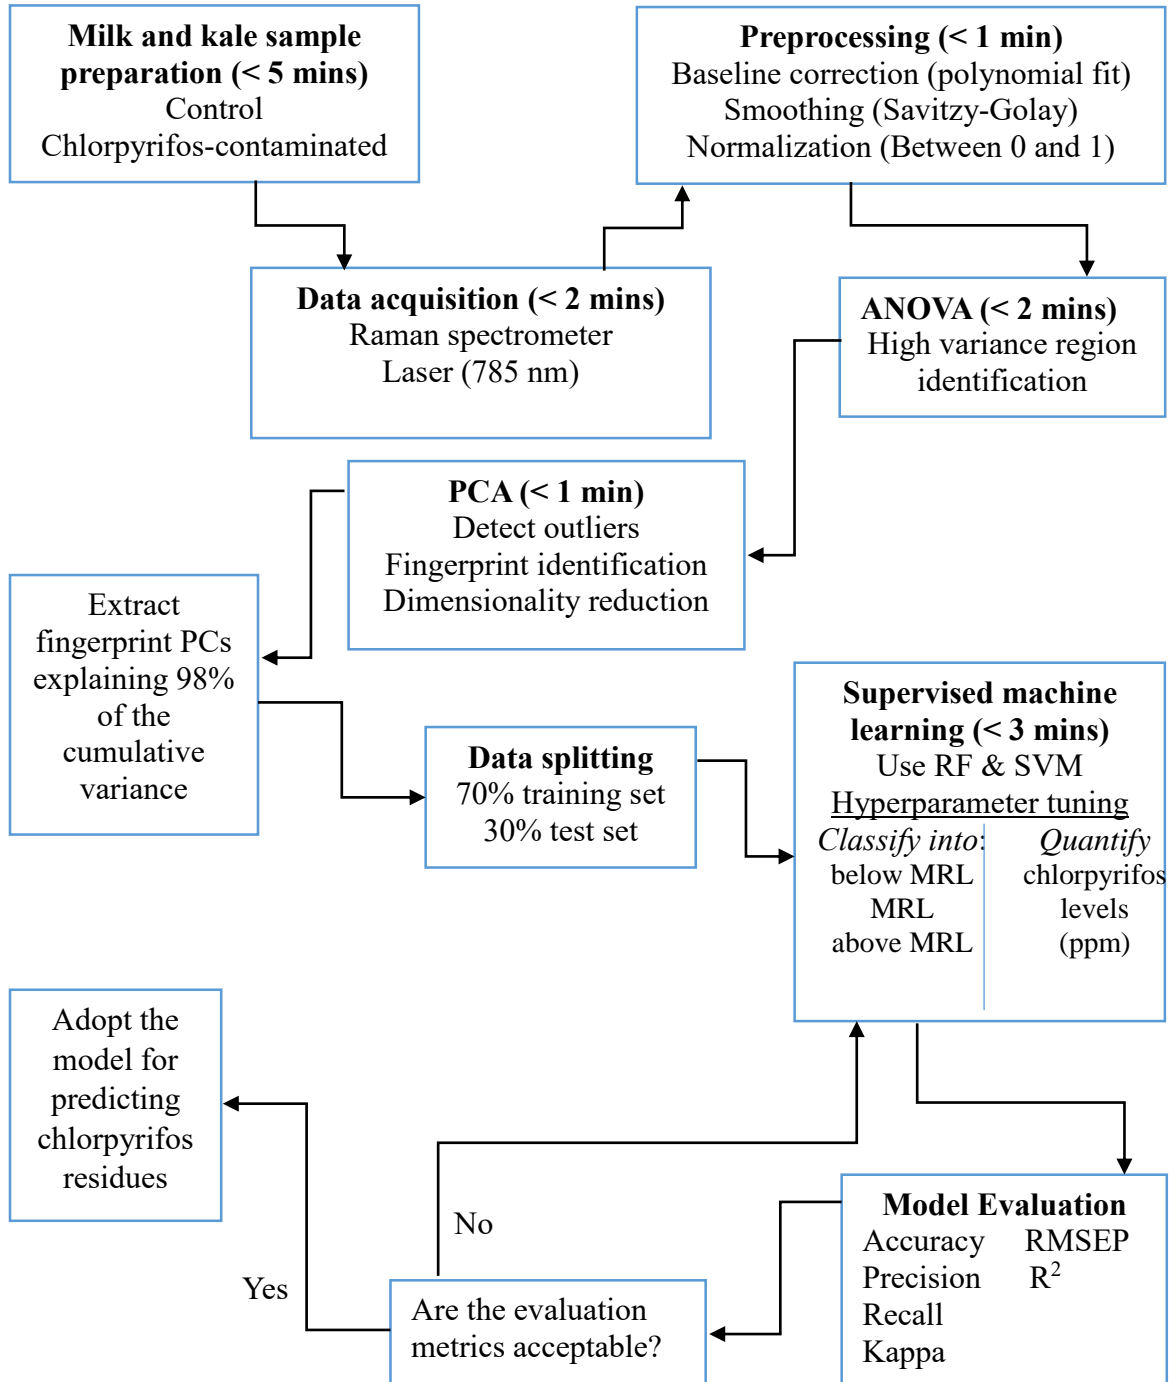 Milk and kale sample
preparation (< 5 mins)
Control
Chlorpyrifos-contaminated
Preprocessing (< 1 min)
Baseline correction (polynomial fit)
Smoothing (Savitzy-Golay)
Normalization (Between 0 and 1)
Data acquisition (< 2 mins)
Raman spectrometer
Laser (785 nm)
ANOVA (< 2 mins)
High variance region
identification
PCA (< 1 min)
Detect outliers
Fingerprint identification
Dimensionality reduction
Extract
fingerprint PCs
explaining 98%
of the
cumulative
variance
Data splitting
70% training set
30% test set
Supervised machine
learning (< 3 mins)
Use RF & SVM
Hyperparameter tuning
Classify into:
below MRL
MRL
above MRL
Quantify
chlorpyrifos
levels
(ppm)
Model Evaluation
Accuracy RMSEP
Precision R²
Recall
Kappa
Are the evaluation
metrics acceptable?
No
Yes
Adopt the
model for
predicting
chlorpyrifos
residues